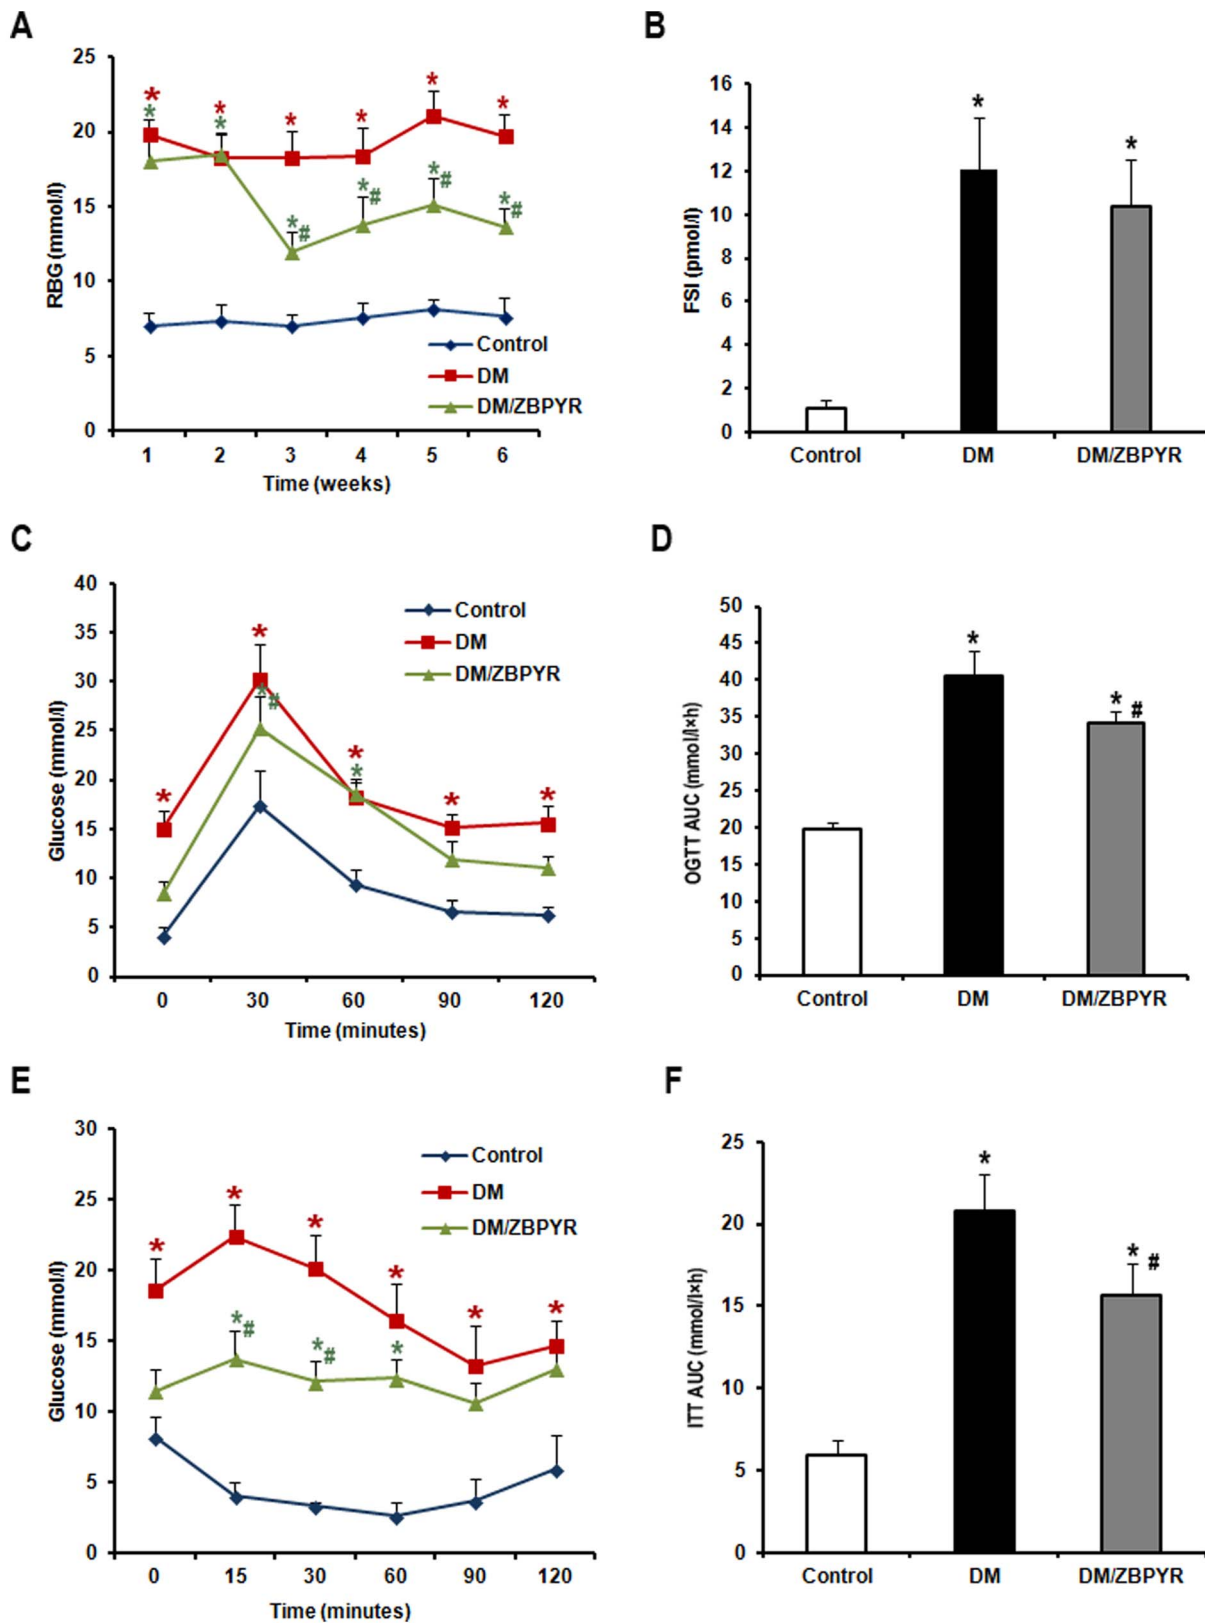 A
25
20
15
10
5
0
RBG (mmol/l)
* * * * * *
* * *# *# *# *#
Control
DM
DM/ZBPYR
1 2 3 4 5 6
Time (weeks)
B
16
14
12
10
8
6
4
2
0
FSI (pmol/l)
* *
Control DM DM/ZBPYR
C
40
35
30
25
20
15
10
5
0
Glucose (mmol/l)
* * * * *
*# *
Control
DM
DM/ZBPYR
0 30 60 90 120
Time (minutes)
D
50
45
40
35
30
25
20
15
10
5
0
OGTT AUC (mmol/l×h)
* *#
Control DM DM/ZBPYR
E
30
25
20
15
10
5
0
Glucose (mmol/l)
* * * * * *
*# *# *
Control
DM
DM/ZBPYR
0 15 30 60 90 120
Time (minutes)
F
25
20
15
10
5
0
ITT AUC (mmol/l×h)
* *#
Control DM DM/ZBPYR